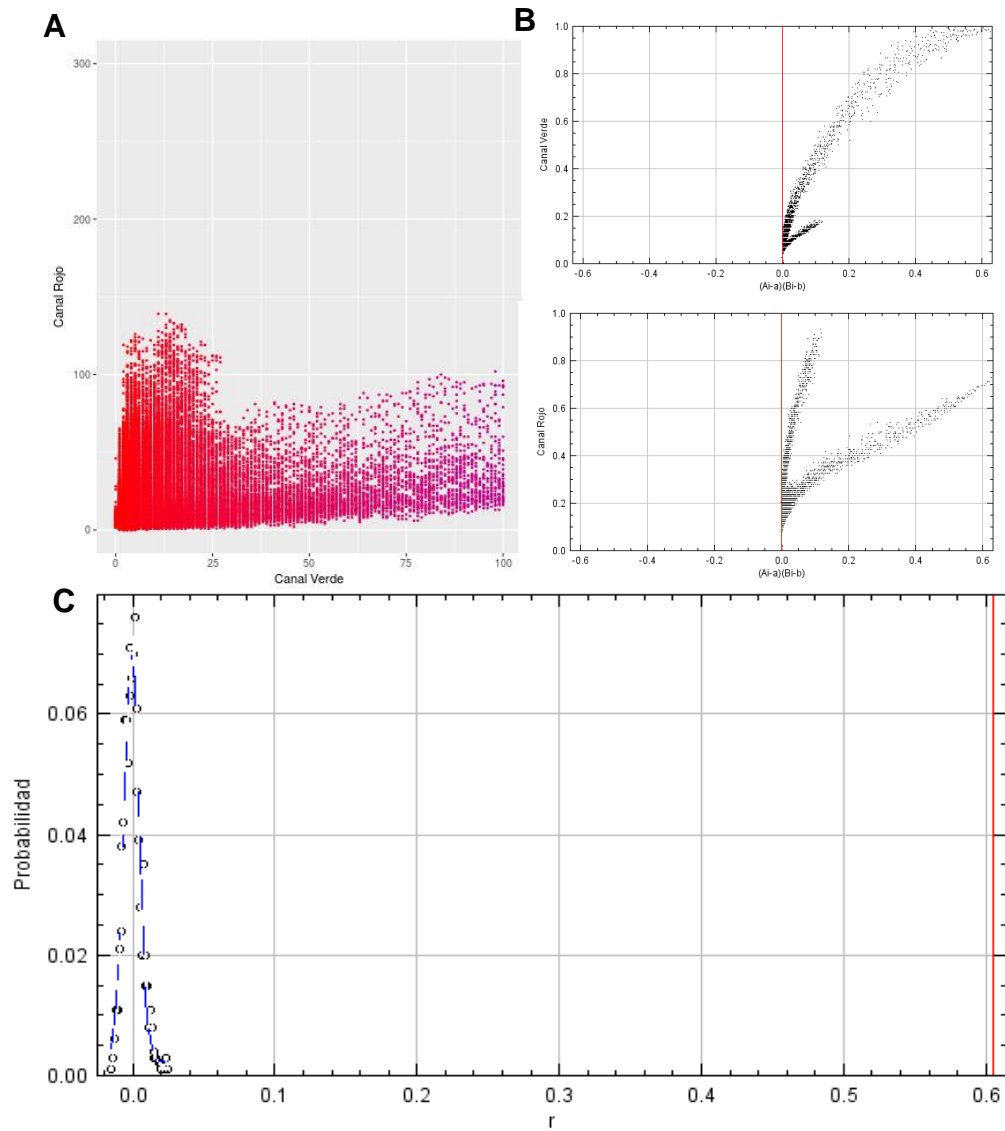 A
Canal Rojo
300
200
100
0
0 25 50 75 100
Canal Verde
B
Canal Verde
1.0
0.8
0.6
0.4
0.2
0.0
-0.6 -0.4 -0.2 0.0 0.2 0.4 0.6
(Ai-a)(Bi-b)
Canal Rojo
1.0
0.8
0.6
0.4
0.2
0.0
-0.6 -0.4 -0.2 0.0 0.2 0.4 0.6
(Ai-a)(Bi-b)
C
Probabilidad
0.06
0.04
0.02
0.00
0.0 0.1 0.2 0.3 0.4 0.5 0.6
r